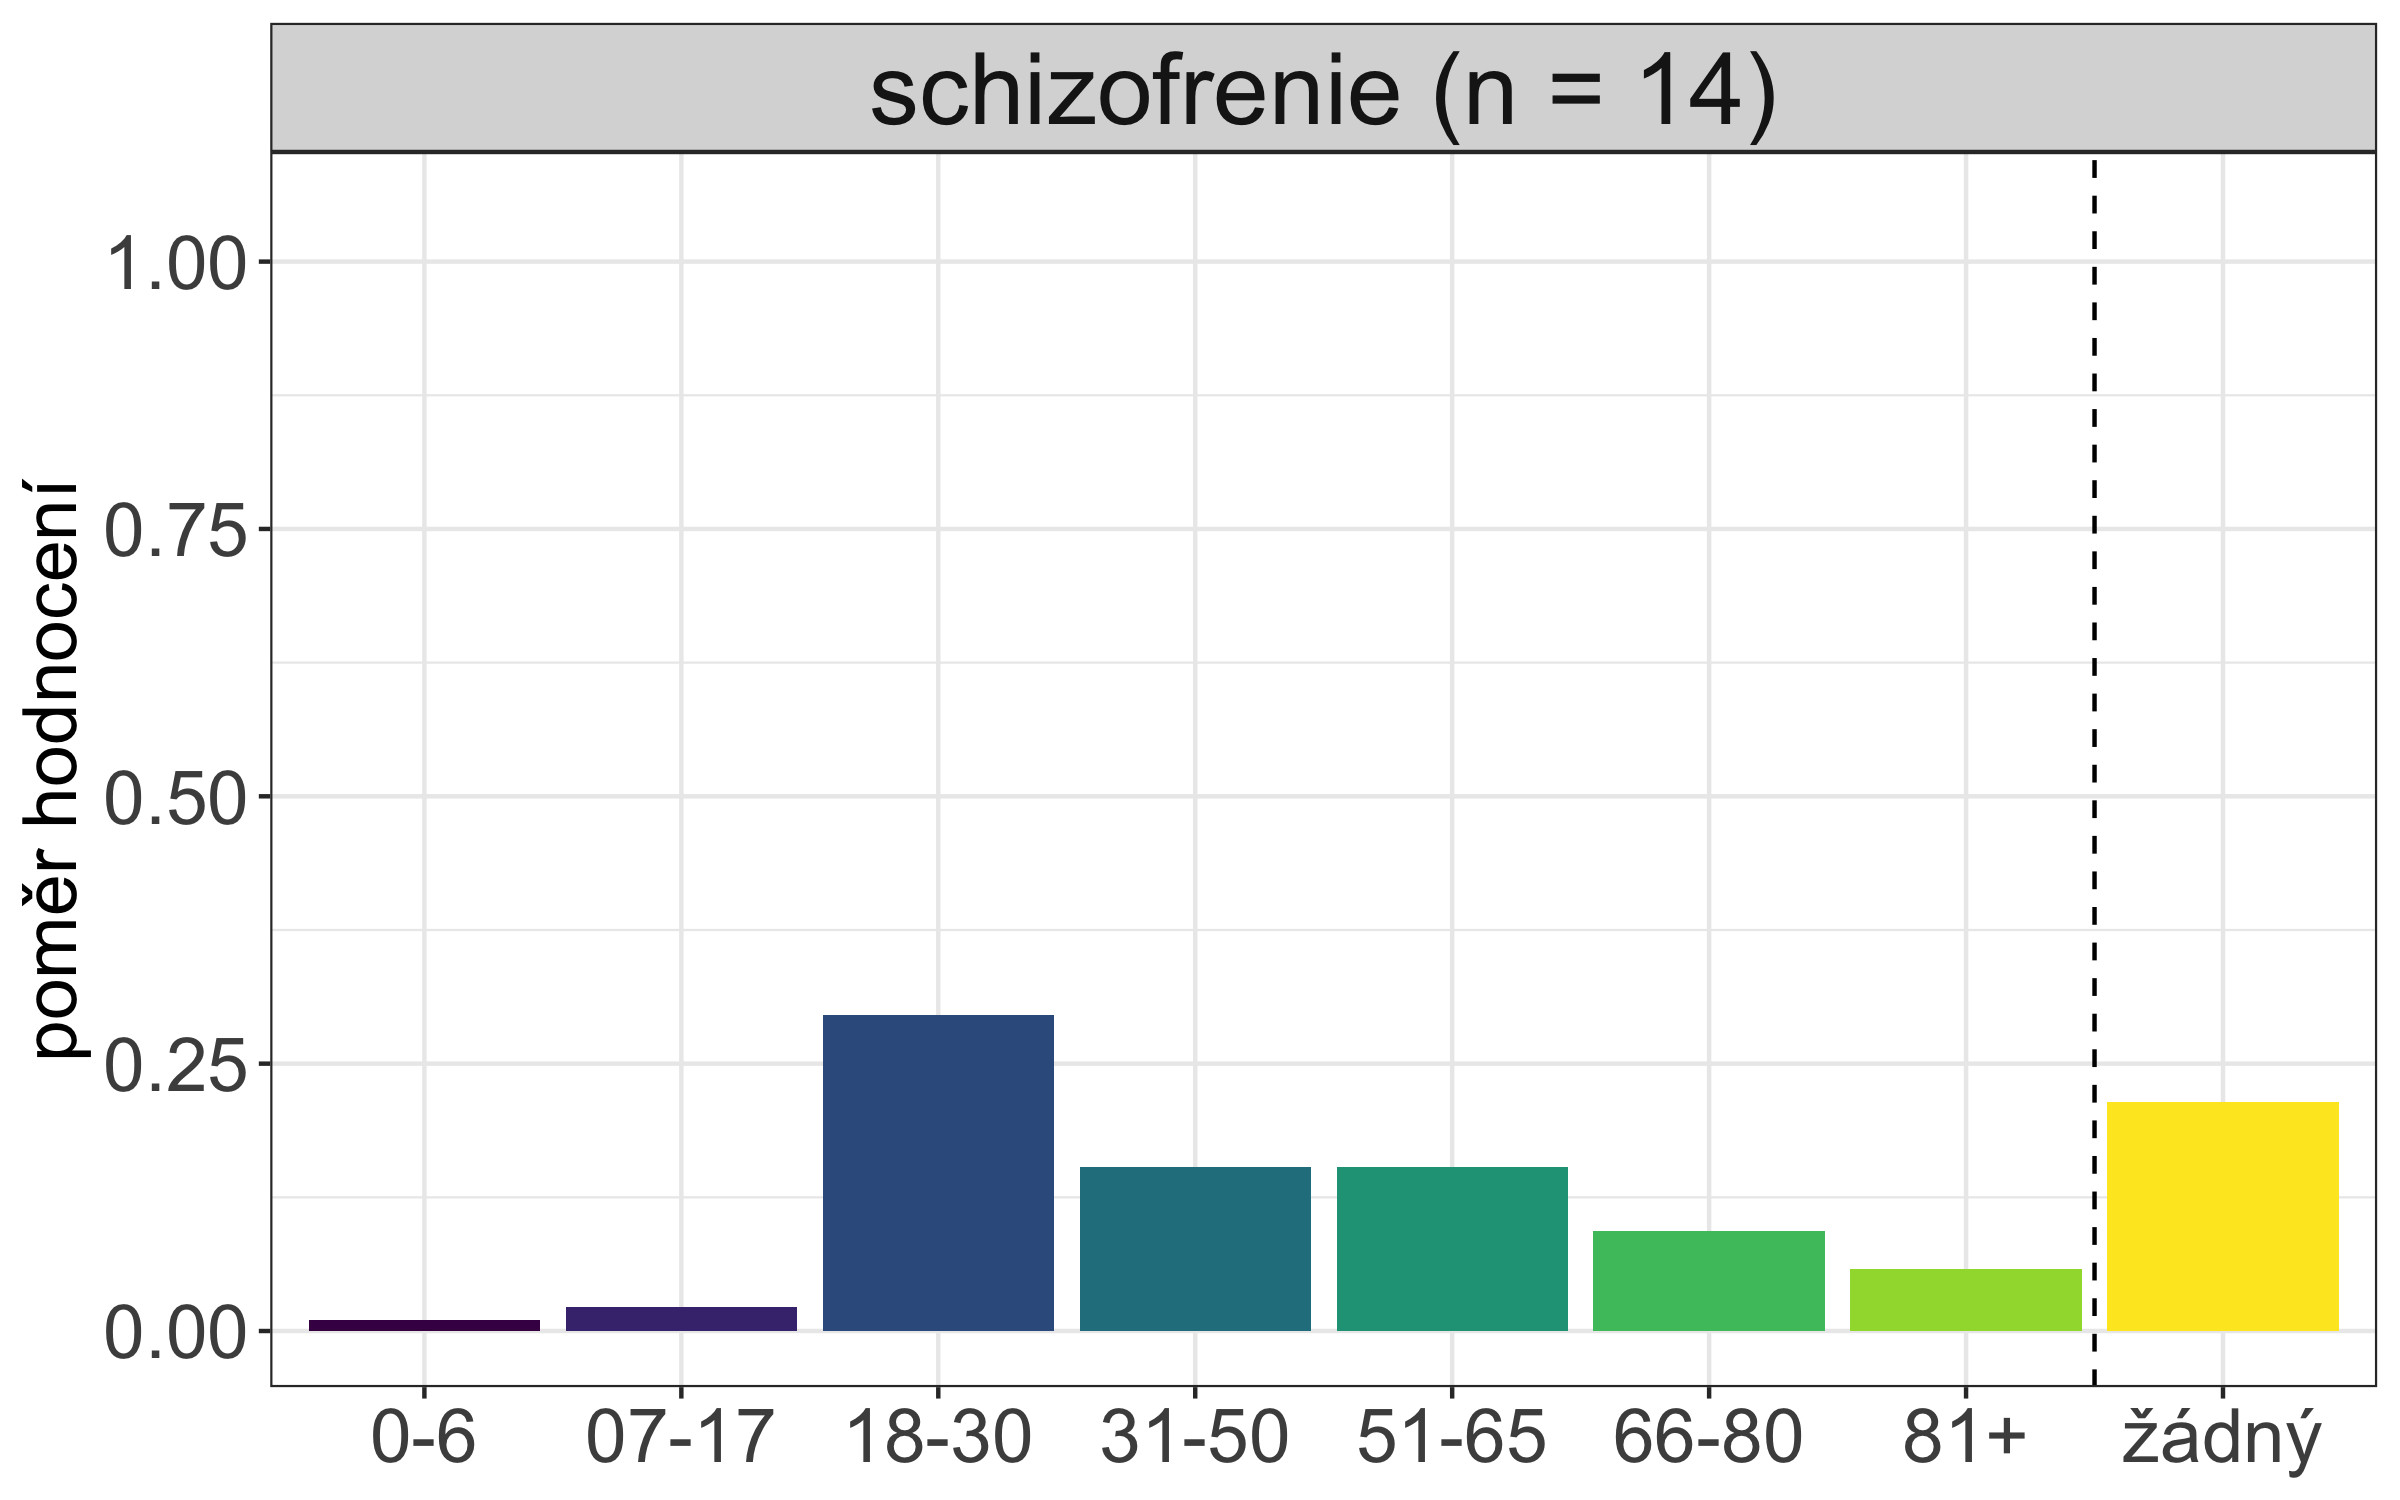 schizofrenie (n = 14)
poměr hodnocení
1.00
0.75
0.50
0.25
0.00
0-6 07-17 18-30 31-50 51-65 66-80 81+ žádný